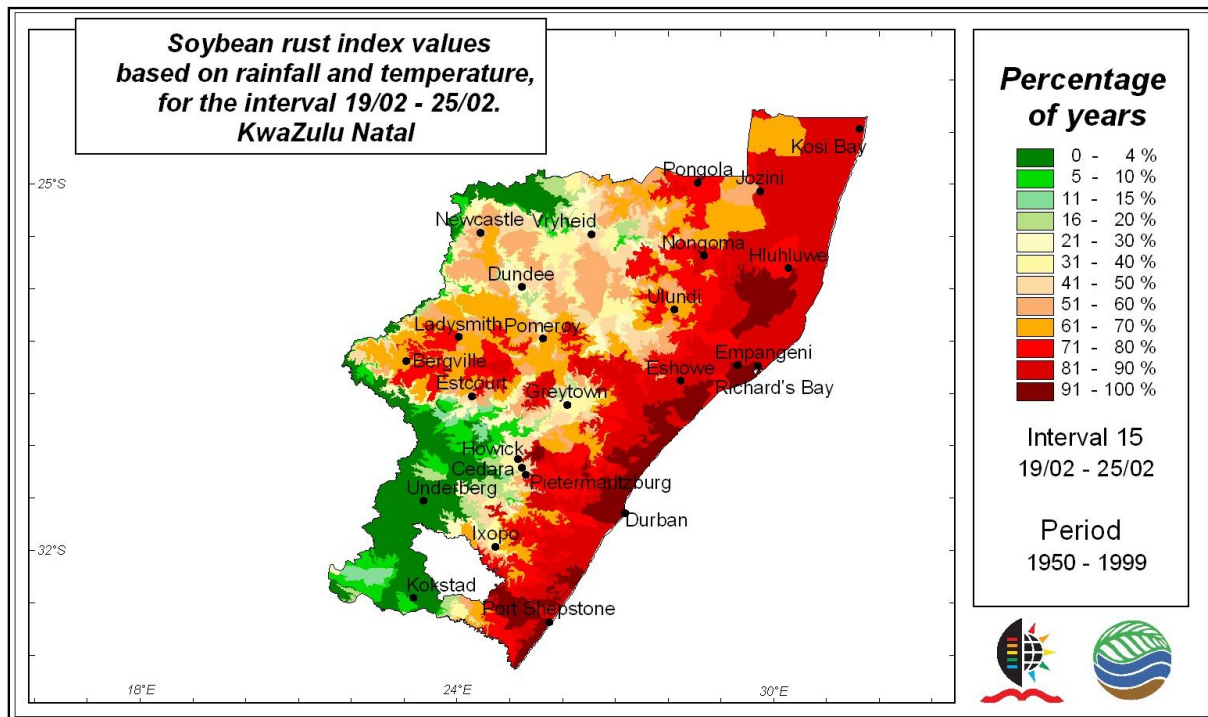 Soybean rust index values
based on rainfall and temperature,
for the interval 19/02 - 25/02.
KwaZulu Natal
Percentage
of years
0 - 4 %
5 - 10 %
11 - 15 %
16 - 20 %
21 - 30 %
31 - 40 %
41 - 50 %
51 - 60 %
61 - 70 %
71 - 80 %
81 - 90 %
91 - 100 %
Interval 15
19/02 - 25/02
Period
1950 - 1999
Kosi Bay
Pongola
Jozini
25°S
Newcastle
Vryheid
Nongoma
Hluhluwe
Dundee
Ulundi
Ladysmith
Pomeroy
Bergville
Empangeni
Eshowe
Richard's Bay
Estcourt
Greytown
Howick
Cedara
Pietermaritzburg
Underberg
Durban
Ixopo
32°S
Kokstad
Port Shepstone
18°E
24°E
30°E